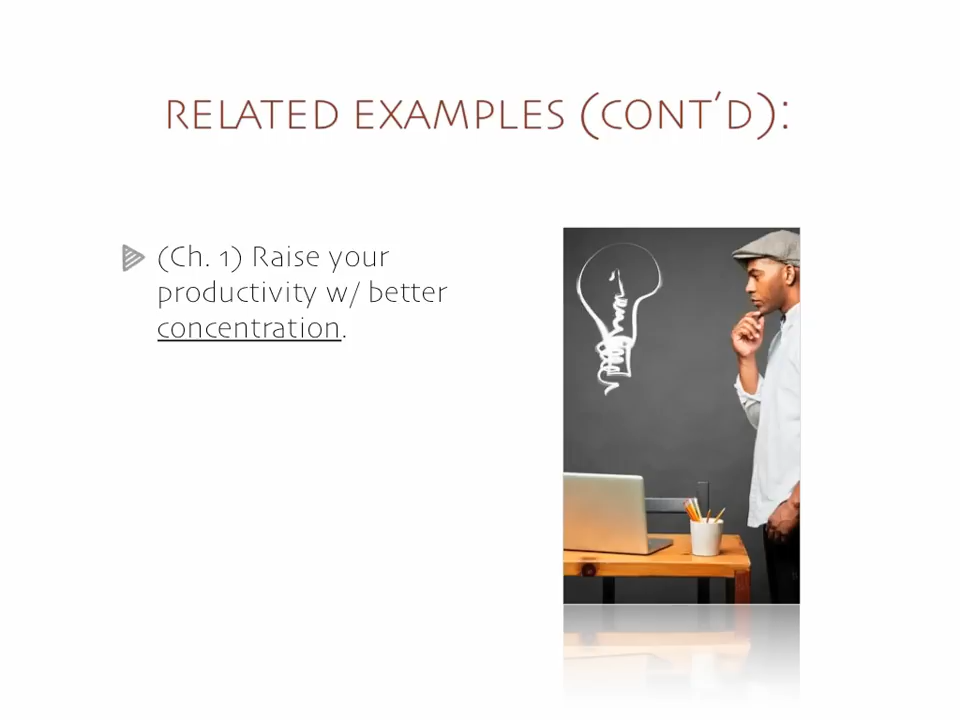 RELATED EXAMPLES (CONT'D):
(Ch. 1) Raise your
productivity w/ better
concentration.